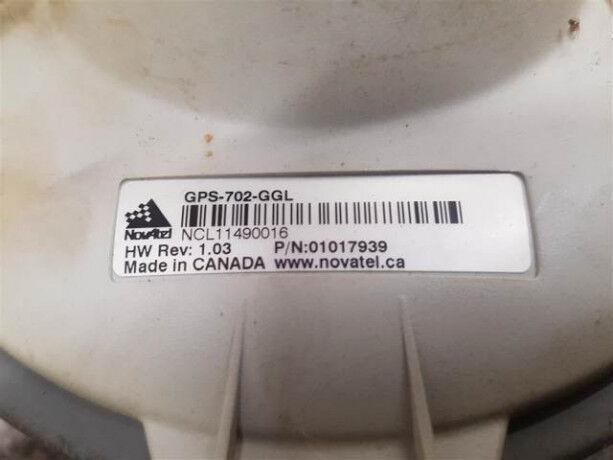 GPS-702-GGL
NovAtel
NCL11490016
HW Rev: 1.03 P/N:01017939
Made in CANADA www.novatel.ca